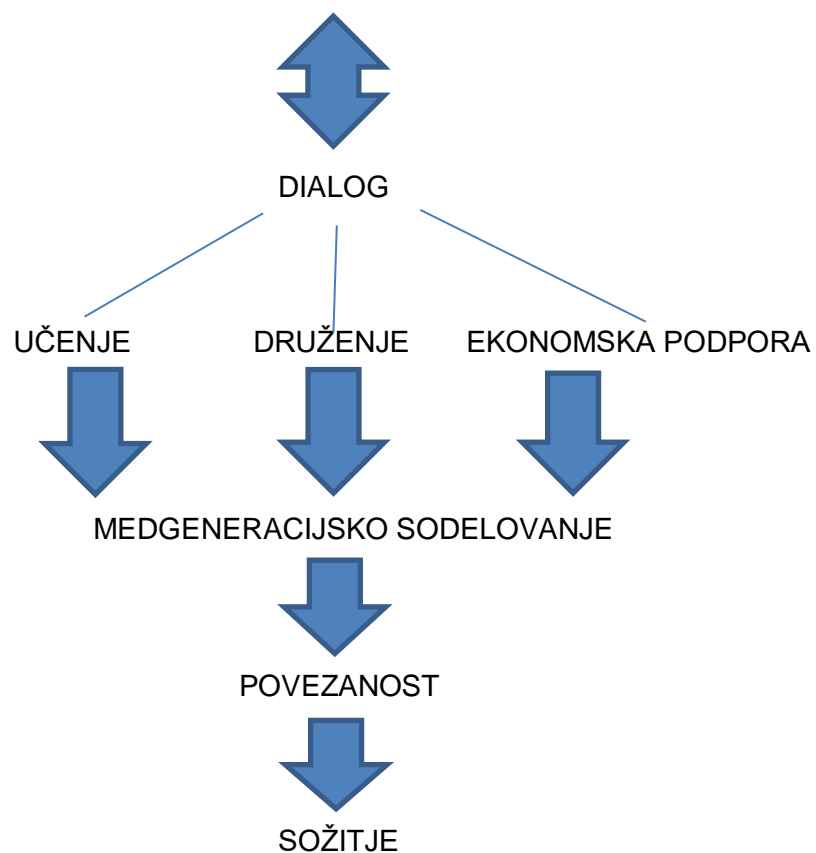 DIALOG
UČENJE DRUŽENJE EKONOMSKA PODPORA
MEDGENERACIJSKO SODELOVANJE
POVEZANOST
SOŽITJE